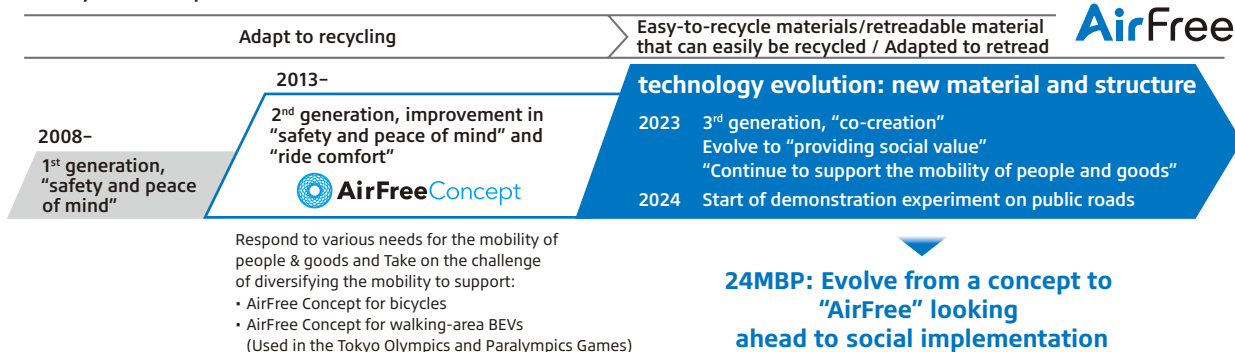 Adapt to recycling
Easy-to-recycle materials/retreadable material
that can easily be recycled / Adapted to retread
AirFree
2008–
1st generation,
“safety and peace
of mind”
2013–
2nd generation, improvement in
“safety and peace of mind” and
“ride comfort”
AirFreeConcept
Respond to various needs for the mobility of
people & goods and Take on the challenge
of diversifying the mobility to support:
• AirFree Concept for bicycles
• AirFree Concept for walking-area BEVs
(Used in the Tokyo Olympics and Paralympics Games)
technology evolution: new material and structure
2023 3rd generation, “co-creation”
Evolve to “providing social value”
“Continue to support the mobility of people and goods”
2024 Start of demonstration experiment on public roads
24MBP: Evolve from a concept to
“AirFree” looking
ahead to social implementation